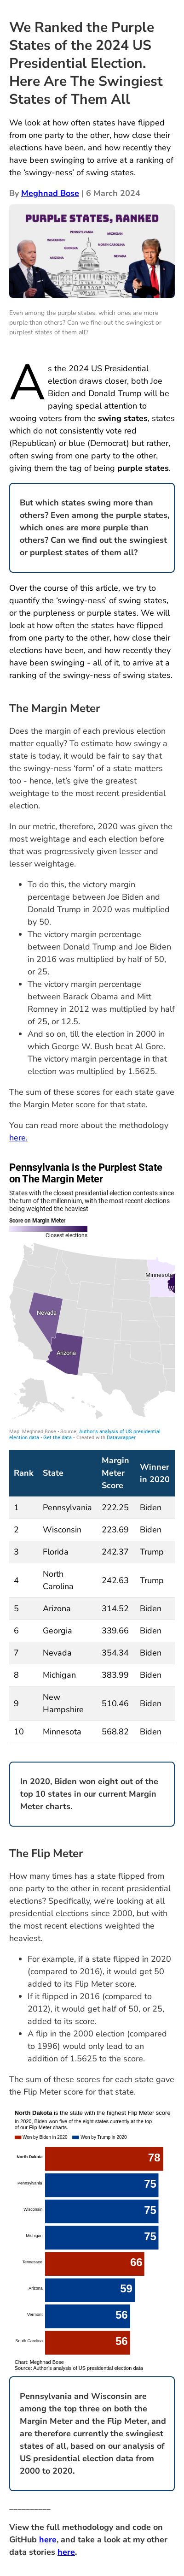 We Ranked the Purple
States of the 2024 US
Presidential Election.
Here Are The Swingiest
States of Them All
We look at how often states have flipped
from one party to the other, how close their
elections have been, and how recently they
have been swinging to arrive at a ranking of
the ‘swingy-ness’ of swing states.
By Meghnad Bose | 6 March 2024
PURPLE STATES, RANKED
PENNSYLVANIA
MICHIGAN
WISCONSIN
NORTH CAROLINA
GEORGIA
ARIZONA
NEVADA
Even among the purple states, which ones are more
purple than others? Can we find out the swingiest or
purplest states of them all?
As the 2024 US Presidential
election draws closer, both Joe
Biden and Donald Trump will be
paying special attention to
wooing voters from the swing states, states
which do not consistently vote red
(Republican) or blue (Democrat) but rather,
often swing from one party to the other,
giving them the tag of being purple states.
But which states swing more than
others? Even among the purple states,
which ones are more purple than
others? Can we find out the swingiest
or purplest states of them all?
Over the course of this article, we try to
quantify the ‘swingy-ness’ of swing states,
or the purpleness or purple states. We will
look at how often the states have flipped
from one party to the other, how close their
elections have been, and how recently they
have been swinging - all of it, to arrive at a
ranking of the swingy-ness of swing states.
The Margin Meter
Does the margin of each previous election
matter equally? To estimate how swingy a
state is today, it would be fair to say that
the swingy-ness ‘form’ of a state matters
too - hence, let’s give the greatest
weightage to the most recent presidential
election.
In our metric, therefore, 2020 was given the
most weightage and each election before
that was progressively given lesser and
lesser weightage.
• To do this, the victory margin
percentage between Joe Biden and
Donald Trump in 2020 was multiplied
by 50.
• The victory margin percentage
between Donald Trump and Joe Biden
in 2016 was multiplied by half of 50,
or 25.
• The victory margin percentage
between Barack Obama and Mitt
Romney in 2012 was multiplied by half
of 25, or 12.5.
• And so on, till the election in 2000 in
which George W. Bush beat Al Gore.
The victory margin percentage in that
election was multiplied by 1.5625.
The sum of these scores for each state gave
the Margin Meter score for that state.
You can read more about the methodology
here.
Pennsylvania is the Purplest State
on The Margin Meter
States with the closest presidential election contests since
the turn of the millennium, with the most recent elections
being weighted the heaviest
Score on Margin Meter
Closest elections
Minnesota
Nevada
Arizona
Map: Meghnad Bose • Source: Author's analysis of US presidential
election data • Get the data • Created with Datawrapper
Rank State Margin Meter Score Winner in 2020
1 Pennsylvania 222.25 Biden
2 Wisconsin 223.69 Biden
3 Florida 242.37 Trump
4 North Carolina 242.63 Trump
5 Arizona 314.52 Biden
6 Georgia 339.66 Biden
7 Nevada 354.34 Biden
8 Michigan 383.99 Biden
9 New Hampshire 510.46 Biden
10 Minnesota 568.82 Biden
In 2020, Biden won eight out of the
top 10 states in our current Margin
Meter charts.
The Flip Meter
How many times has a state flipped from
one party to the other in recent presidential
elections? Specifically, we’re looking at all
presidential elections since 2000, but with
the most recent elections weighted the
heaviest.
• For example, if a state flipped in 2020
(compared to 2016), it would get 50
added to its Flip Meter score.
• If it flipped in 2016 (compared to
2012), it would get half of 50, or 25,
added to its score.
• A flip in the 2000 election (compared
to 1996) would only lead to an
addition of 1.5625 to the score.
The sum of these scores for each state gave
the Flip Meter score for that state.
North Dakota is the state with the highest Flip Meter score
In 2020, Biden won five of the eight states currently at the top
of our Flip Meter charts.
Won by Biden in 2020 Won by Trump in 2020
North Dakota 78
Pennsylvania 75
Wisconsin 75
Michigan 75
Tennessee 66
Arizona 59
Vermont 56
South Carolina 56
Chart: Meghnad Bose
Source: Author's analysis of US presidential election data
Pennsylvania and Wisconsin are
among the top three on both the
Margin Meter and the Flip Meter, and
are therefore currently the swingiest
states of all, based on our analysis of
US presidential election data from
2000 to 2020.
__________
View the full methodology and code on
GitHub here, and take a look at my other
data stories here.